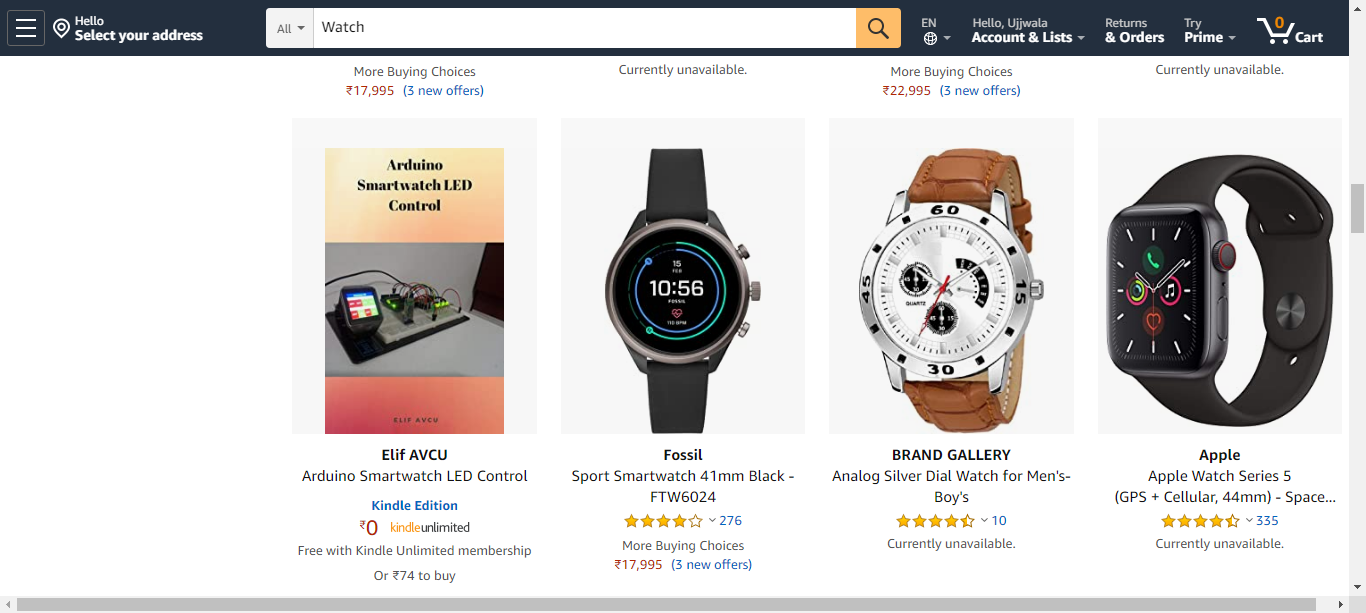 Hello
Select your address
All
Watch
EN
Hello, Ujjwala
Account & Lists
Returns
& Orders
Try
Prime
0
Cart
More Buying Choices
₹17,995 (3 new offers)
Currently unavailable.
More Buying Choices
₹22,995 (3 new offers)
Currently unavailable.
Arduino
Smartwatch LED
Control
ELIF AVCU
Elif AVCU
Arduino Smartwatch LED Control
Kindle Edition
₹0 kindleunlimited
Free with Kindle Unlimited membership
Or ₹74 to buy
15
FEB
10:56
FOSSIL
110 BPM
Fossil
Sport Smartwatch 41mm Black -
FTW6024
276
More Buying Choices
₹17,995 (3 new offers)
60
45
15
QUARTZ
30
BRAND GALLERY
Analog Silver Dial Watch for Men's-
Boy's
10
Currently unavailable.
Apple
Apple Watch Series 5
(GPS + Cellular, 44mm) - Space...
335
Currently unavailable.